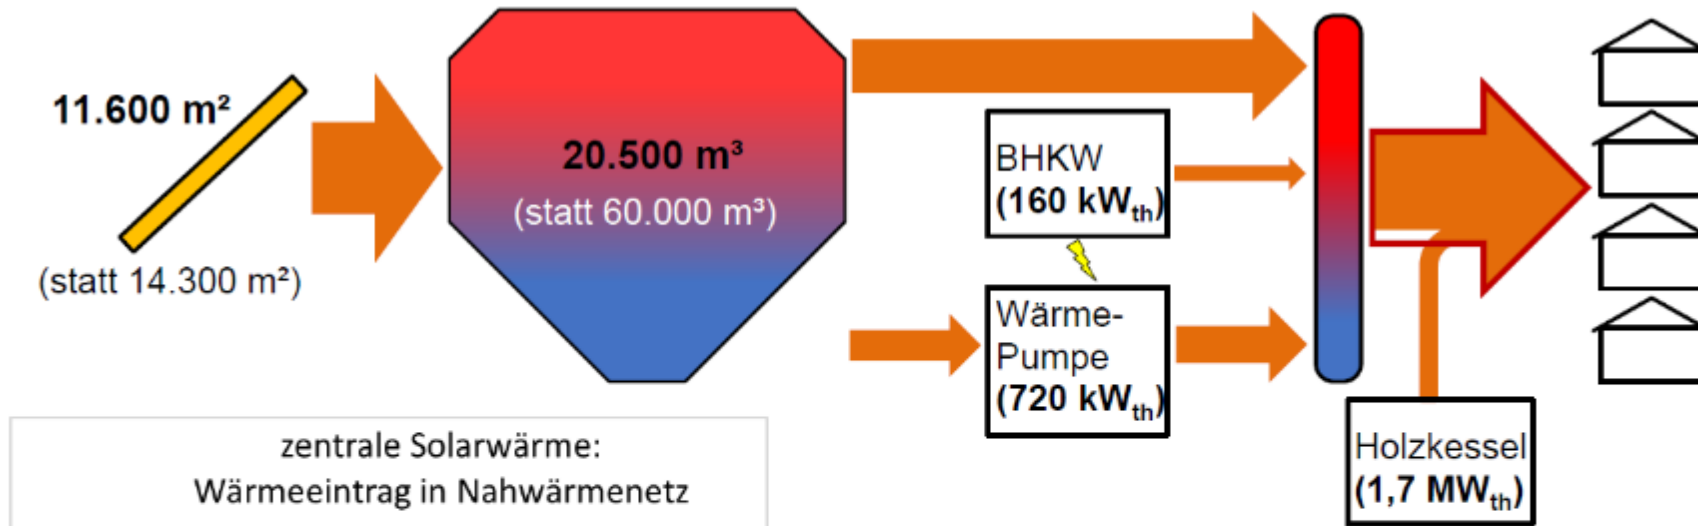 11.600 m²
(statt 14.300 m²)
20.500 m³
(statt 60.000 m³)
BHKW
(160 kWth)
Wärme-
Pumpe
(720 kWth)
Holzkessel
(1,7 MWth)
zentrale Solarwärme:
Wärmeeintrag in Nahwärmenetz